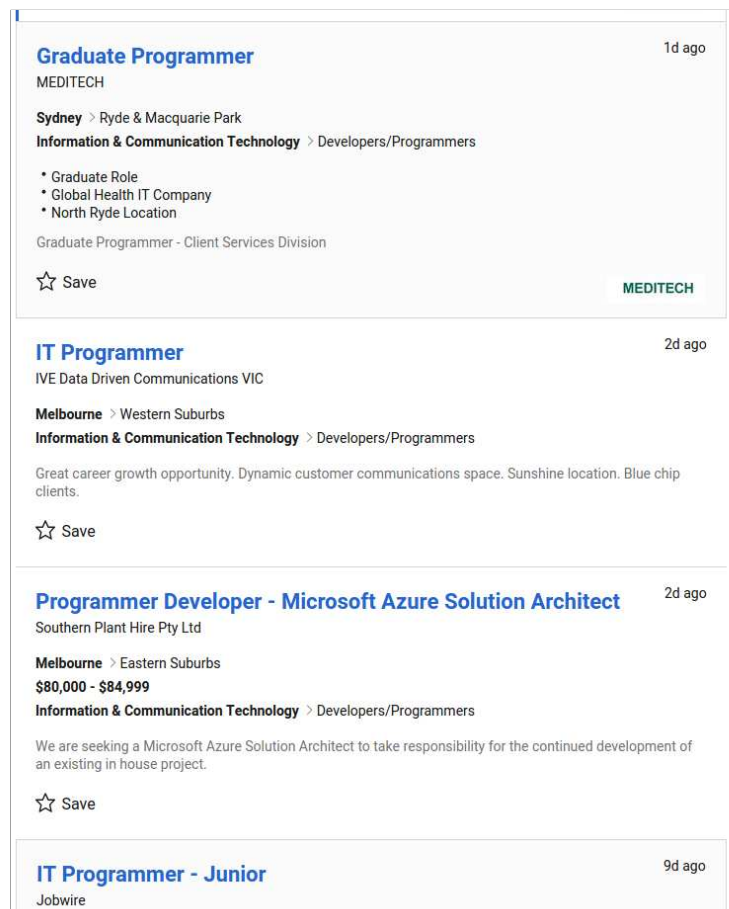 Graduate Programmer
1d ago
MEDITECH
Sydney > Ryde & Macquarie Park
Information & Communication Technology > Developers/Programmers
• Graduate Role
• Global Health IT Company
• North Ryde Location
Graduate Programmer - Client Services Division
Save
MEDITECH
IT Programmer
2d ago
IVE Data Driven Communications VIC
Melbourne > Western Suburbs
Information & Communication Technology > Developers/Programmers
Great career growth opportunity. Dynamic customer communications space. Sunshine location. Blue chip
clients.
Save
Programmer Developer - Microsoft Azure Solution Architect
2d ago
Southern Plant Hire Pty Ltd
Melbourne > Eastern Suburbs
$80,000 - $84,999
Information & Communication Technology > Developers/Programmers
We are seeking a Microsoft Azure Solution Architect to take responsibility for the continued development of
an existing in house project.
Save
IT Programmer - Junior
9d ago
Jobwire